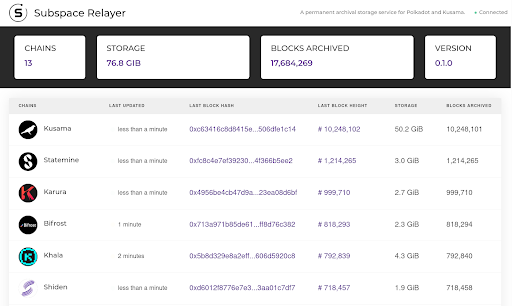 Subspace Relayer
A permanent archival storage service for Polkadot and Kusama.
Connected
CHAINS STORAGE BLOCKS ARCHIVED VERSION
13 76.8 GIB 17,684,269 0.1.0
CHAINS LAST UPDATED LAST BLOCK HASH LAST BLOCK HEIGHT STORAGE BLOCKS ARCHIVED
Kusama less than a minute 0xc63416c8d8415e...506dfe1c14 # 10,248,102 50.2 GiB 10,248,101
Statemine less than a minute 0xfc8c4e7ef39230...4f366b5ee2 # 1,214,265 3.0 GiB 1,214,265
Karura less than a minute 0x4956be4cb47d9a...23ea08d6bf # 999,710 2.7 GiB 999,710
Bifrost Bifrost 1 minute 0x713a971b85de61...ff8d76c382 # 818,293 2.3 GiB 818,294
Khala 2 minutes 0x5b8d329e8a2eff...606d5920c8 # 792,839 4.3 GiB 792,840
Shiden less than a minute 0xd6012f8776e7e3...3aa01c7df7 # 718,457 1.9 GiB 718,458